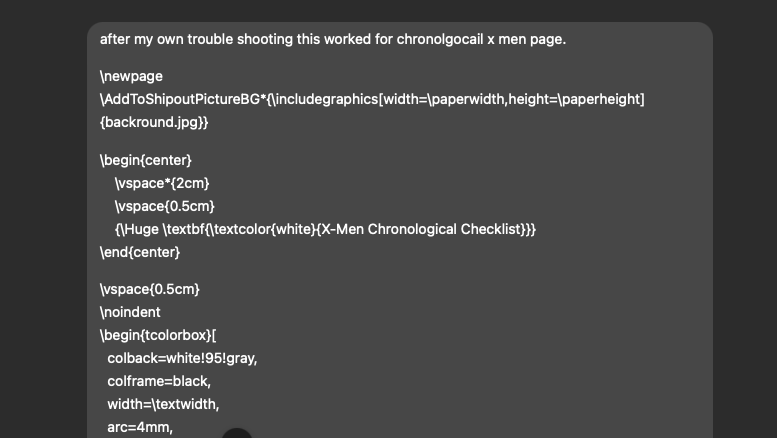 after my own trouble shooting this worked for chronolgocail x men page.
\newpage
\AddToShipoutPictureBG*{\includegraphics[width=\paperwidth,height=\paperheight]
{backround.jpg}}
\begin{center}
\vspace*{2cm}
\vspace{0.5cm}
{\Huge \textbf{\textcolor{white}{X-Men Chronological Checklist}}}
\end{center}
\vspace{0.5cm}
\noindent
\begin{tcolorbox}[
colback=white!95!gray,
colframe=black,
width=\textwidth,
arc=4mm,